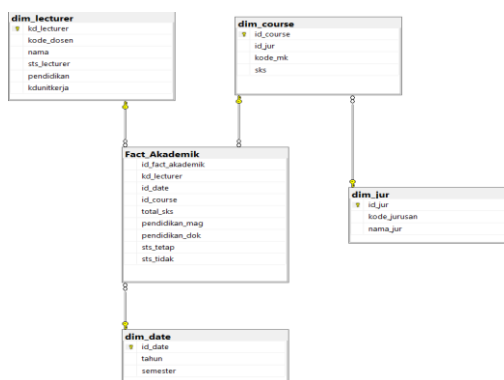 dim_lecturer
kd_lecturer
kode_dosen
nama
sts_lecturer
pendidikan
kdunitkerja
dim_course
id_course
id_jur
kode_mk
sks
Fact_Akademik
id_fact_akademik
kd_lecturer
id_date
id_course
total_sks
pendidikan_mag
pendidikan_dok
sts_tetap
sts_tidak
dim_jur
id_jur
kode_jurusan
nama_jur
dim_date
id_date
tahun
semester